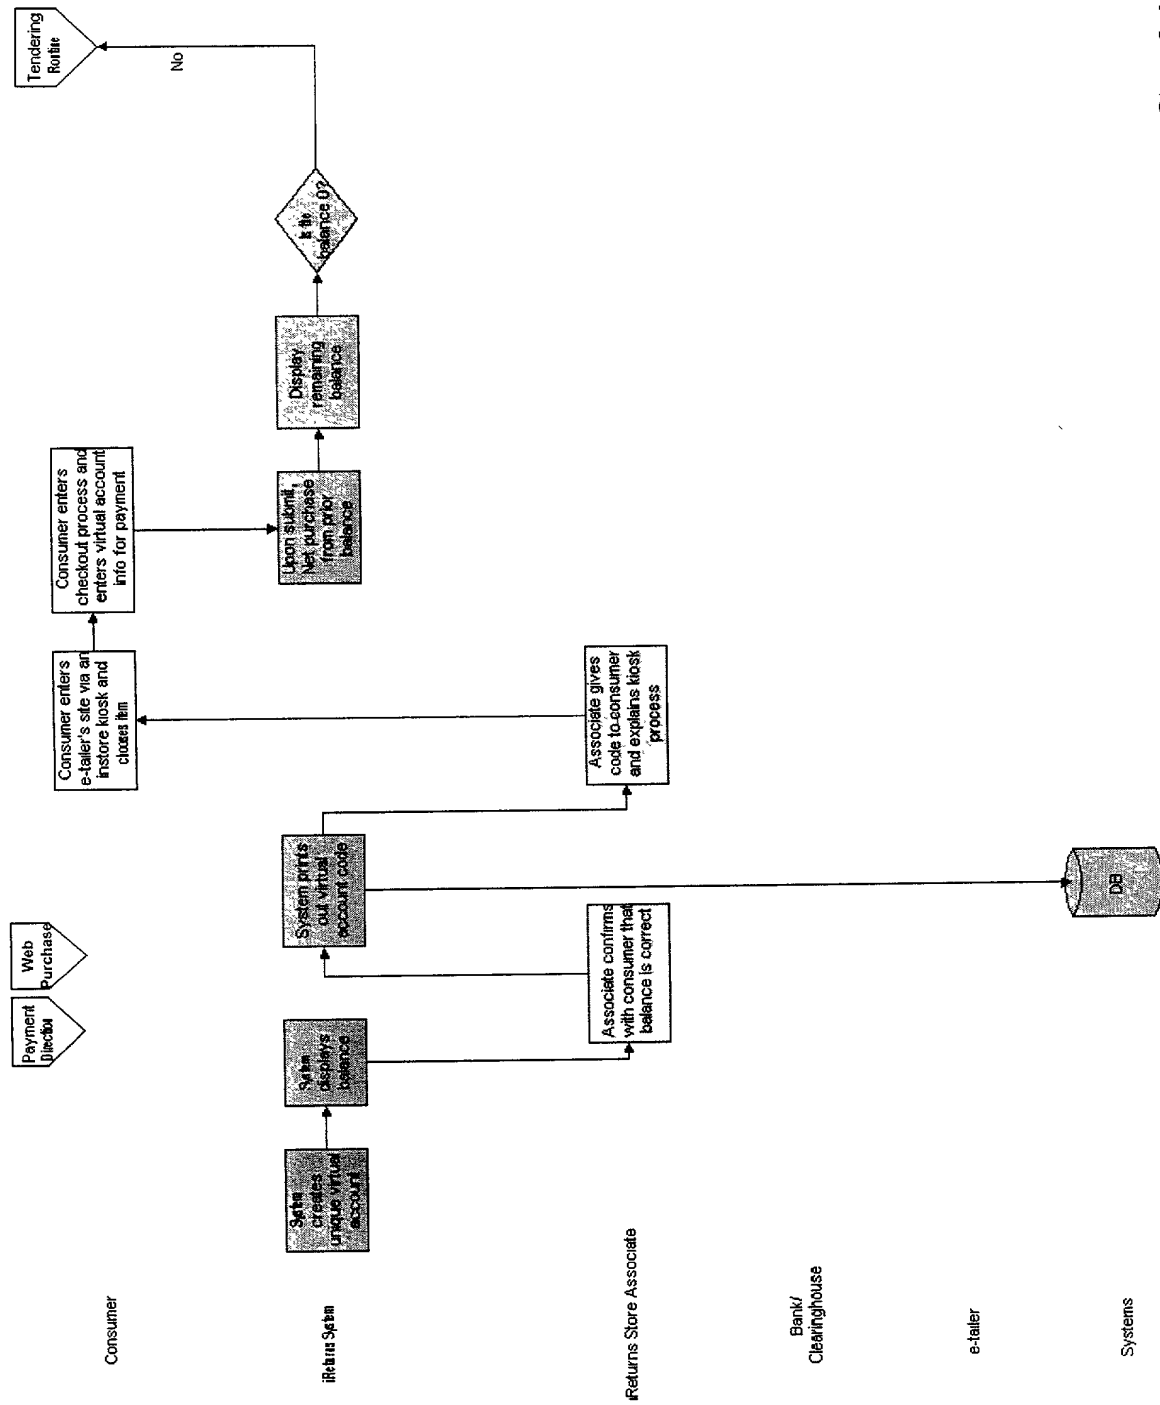 Payment
Direction
Web
Purchase
Tendering
Routine
Consumer
Consumer enters
e-tailer's site via an
instore kiosk and
chooses item
Consumer enters
checkout process and
enters virtual account
info for payment
No
iReturns System
System
creates
unique virtual
account
System
displays
balance
System prints
out virtual
account code
Upon submit,
Net purchase
from prior
balance
Display
remaining
balance
Is the
balance 0?
iReturns Store Associate
Associate confirms
with consumer that
balance is correct
Associate gives
code to consumer
and explains kiosk
process
Bank/
Clearinghouse
e-tailer
Systems
DB